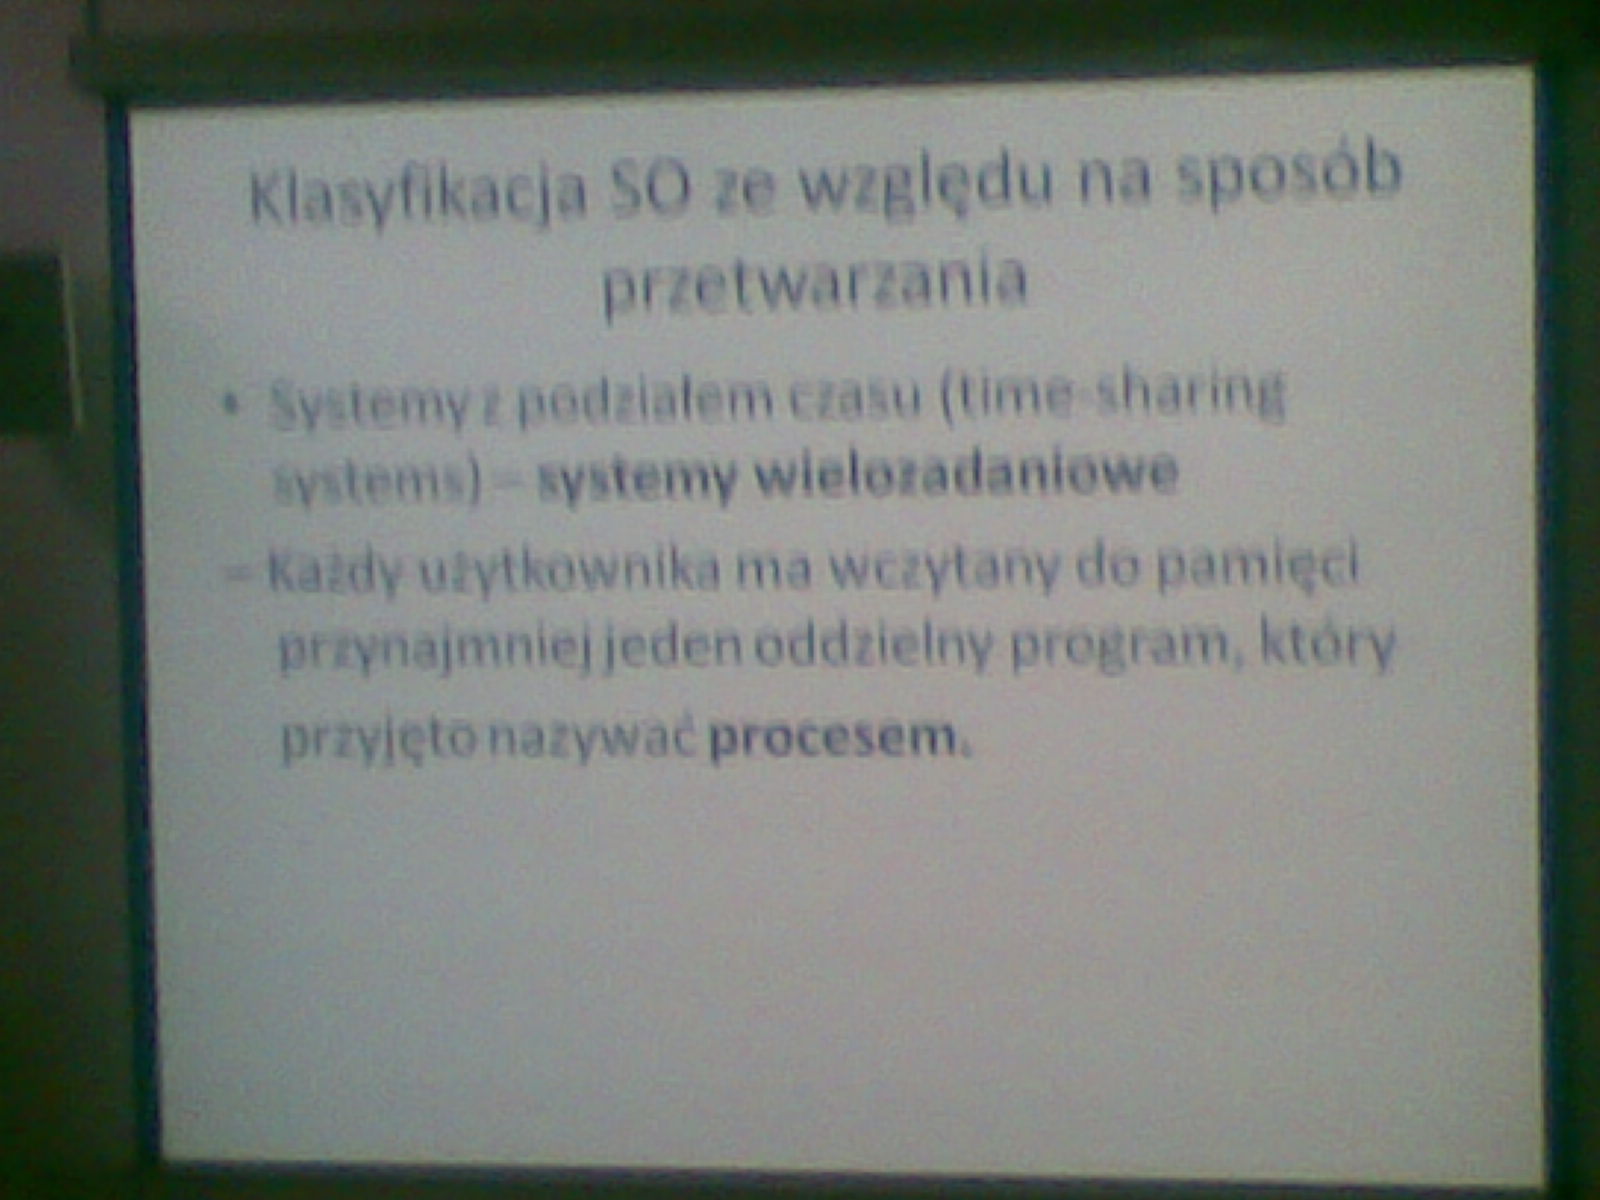 Klasyfikacja SO ze względu na sposób
przetwarzania
• Systemy z podziałem czasu (time-sharing
systems) – systemy wielozadaniowe
– Każdy użytkownika ma wczytany do pamięci
przynajmniej jeden oddzielny program, który
przyjęto nazywać procesem.